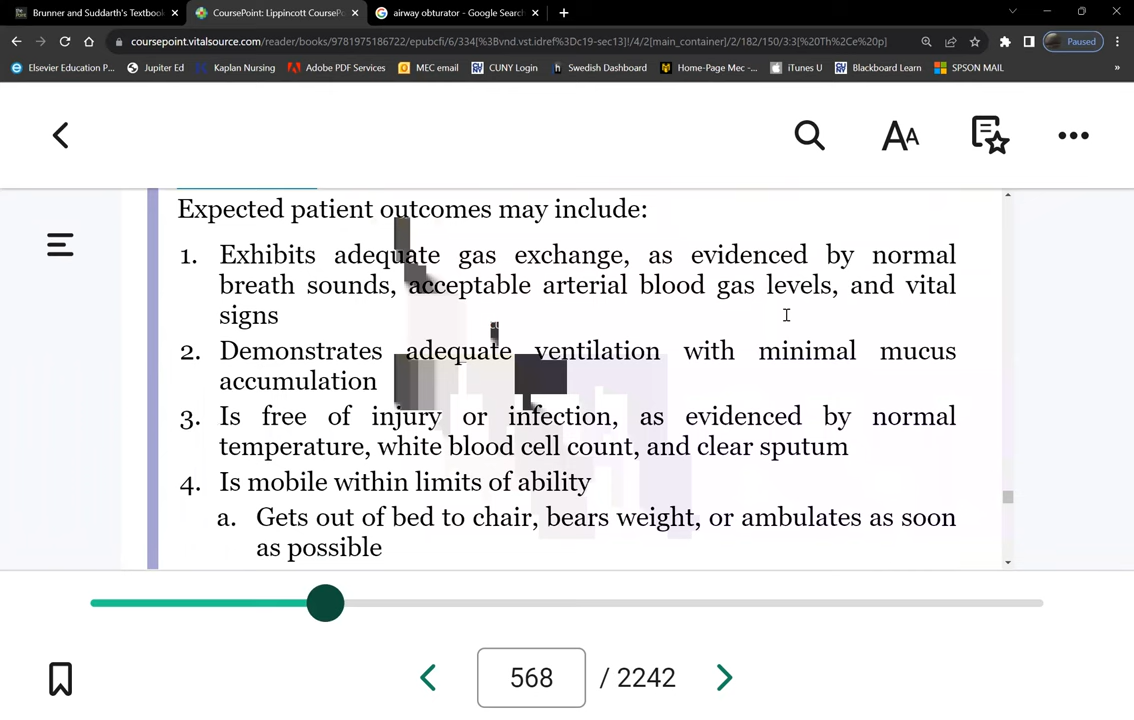 Brunner and Suddarth's Textbook
CoursePoint: Lippincott CoursePo
airway obturator - Google Search
coursepoint.vitalsource.com/reader/books/9781975186722/epubcfi/6/334[%3Bvnd.vst.idref%3Dc19-sec13]!/4/2[main_container]/2/182/150/3:3[%20Th%2Ce%20p]
Paused
Elsevier Education P...
Jupiter Ed
Kaplan Nursing
Adobe PDF Services
MEC email
CUNY Login
Swedish Dashboard
Home-Page Mec -...
iTunes U
Blackboard Learn
SPSON MAIL
»
AA
Expected patient outcomes may include:
1. Exhibits adequate gas exchange, as evidenced by normal
breath sounds, acceptable arterial blood gas levels, and vital
signs
2. Demonstrates adequate ventilation with minimal mucus
accumulation
3. Is free of injury or infection, as evidenced by normal
temperature, white blood cell count, and clear sputum
4. Is mobile within limits of ability
a. Gets out of bed to chair, bears weight, or ambulates as soon
as possible
568 / 2242